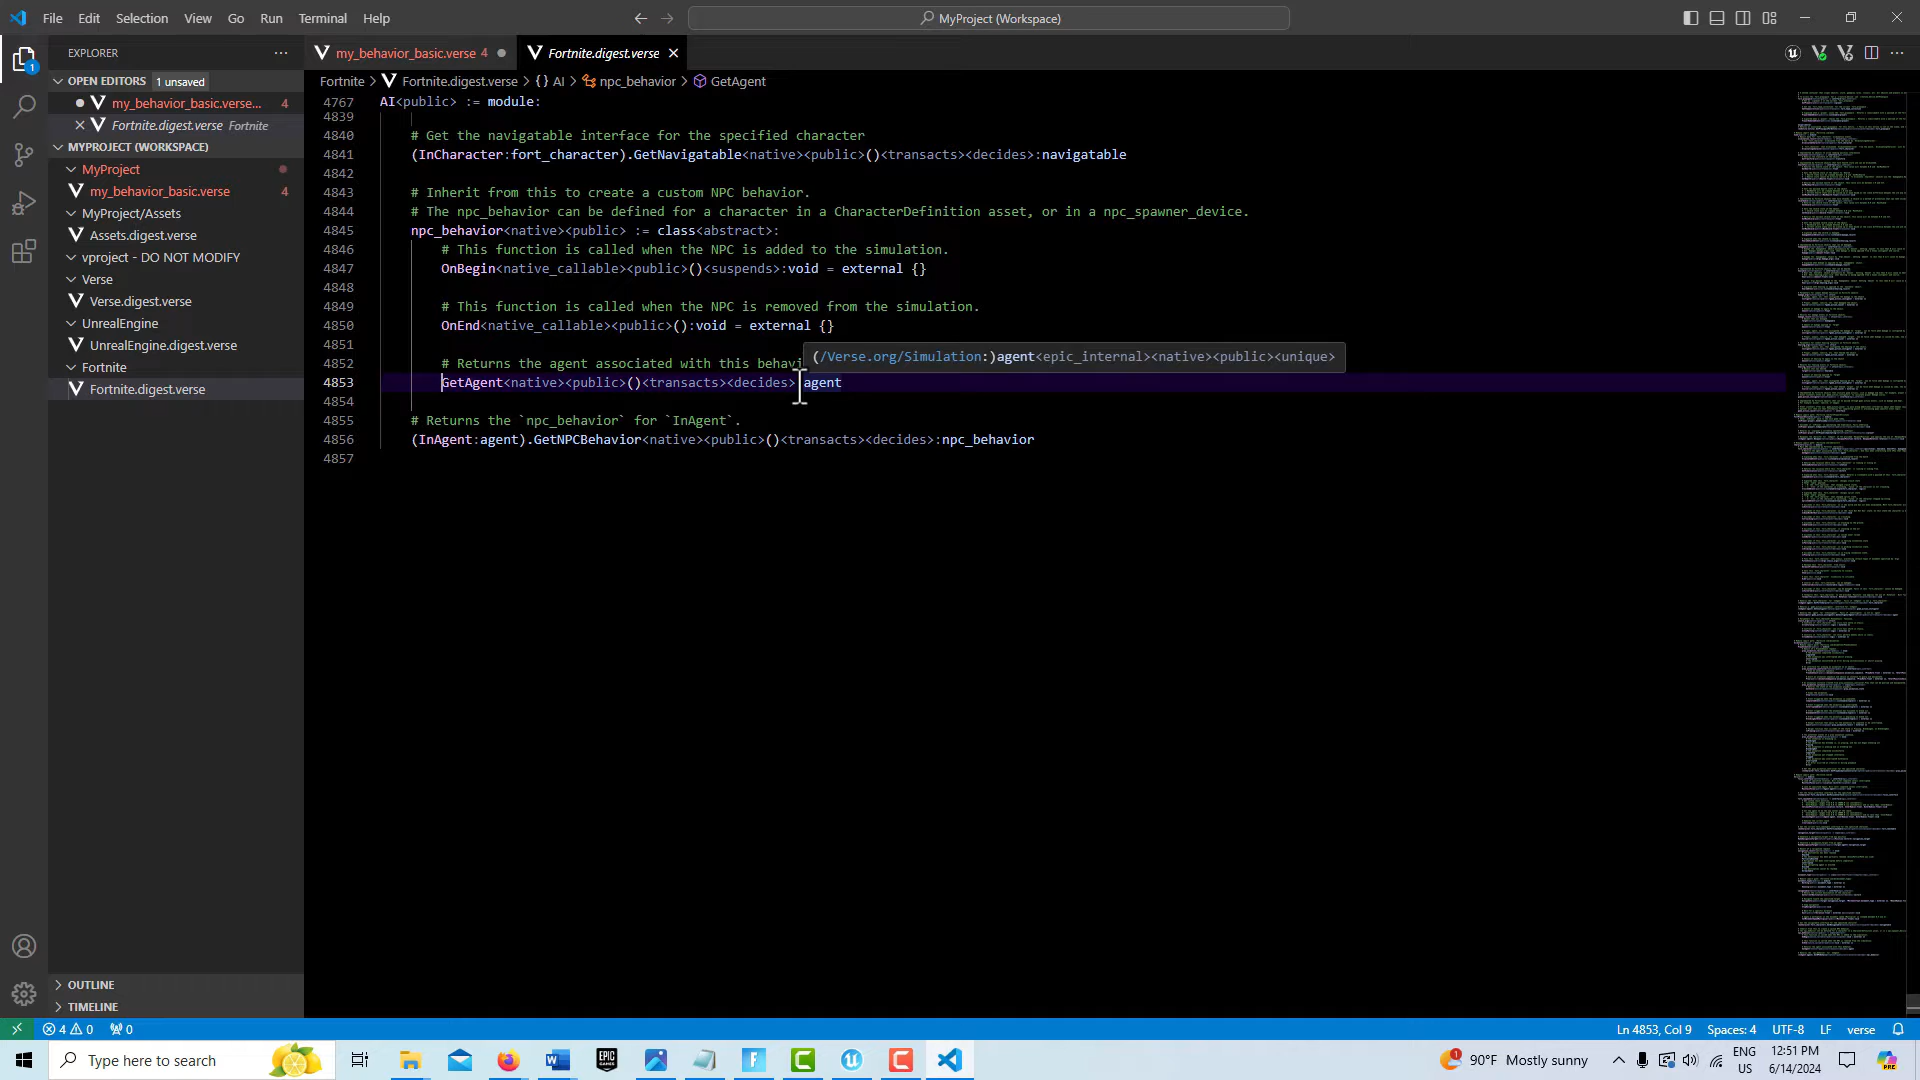 File Edit Selection View Go Run Terminal Help
MyProject (Workspace)
EXPLORER
OPEN EDITORS 1 unsaved
my_behavior_basic.verse... 4
Fortnite.digest.verse Fortnite
MYPROJECT (WORKSPACE)
MyProject
my_behavior_basic.verse 4
MyProject/Assets
Assets.digest.verse
vproject - DO NOT MODIFY
Verse
Verse.digest.verse
UnrealEngine
UnrealEngine.digest.verse
Fortnite
Fortnite.digest.verse
OUTLINE
TIMELINE
my_behavior_basic.verse 4
Fortnite.digest.verse
Fortnite > Fortnite.digest.verse > {} AI > npc_behavior > GetAgent
4767 AI<public> := module:
4839
4840 # Get the navigatable interface for the specified character
4841 (InCharacter:fort_character).GetNavigatable<native><public>()<transacts><decides>:navigatable
4842
4843 # Inherit from this to create a custom NPC behavior.
4844 # The npc_behavior can be defined for a character in a CharacterDefinition asset, or in a npc_spawner_device.
4845 npc_behavior<native><public> := class<abstract>:
4846 # This function is called when the NPC is added to the simulation.
4847 OnBegin<native_callable><public>()<suspends>:void = external {}
4848
4849 # This function is called when the NPC is removed from the simulation.
4850 OnEnd<native_callable><public>():void = external {}
4851
(/Verse.org/Simulation:)agent<epic_internal><native><public><unique>
4852 # Returns the agent associated with this behavi
4853 GetAgent<native><public>()<transacts><decides>:agent
4854
4855 # Returns the `npc_behavior` for `InAgent`.
4856 (InAgent:agent).GetNPCBehavior<native><public>()<transacts><decides>:npc_behavior
4857
4 0 0 Ln 4853, Col 9 Spaces: 4 UTF-8 LF verse
Type here to search
90°F Mostly sunny
ENG
US
12:51 PM
6/14/2024